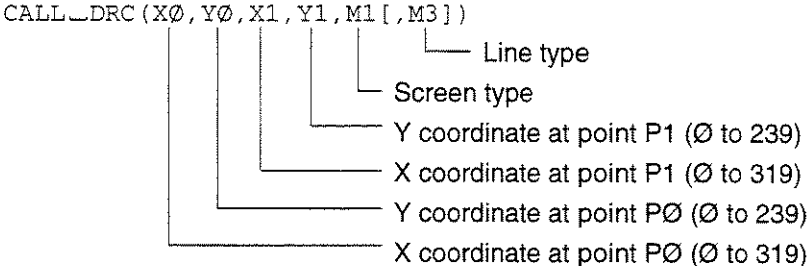 CALL⎵DRC(XØ,YØ,X1,Y1,M1[,M3])
Line type
Screen type
Y coordinate at point P1 (Ø to 239)
X coordinate at point P1 (Ø to 319)
Y coordinate at point PØ (Ø to 239)
X coordinate at point PØ (Ø to 319)